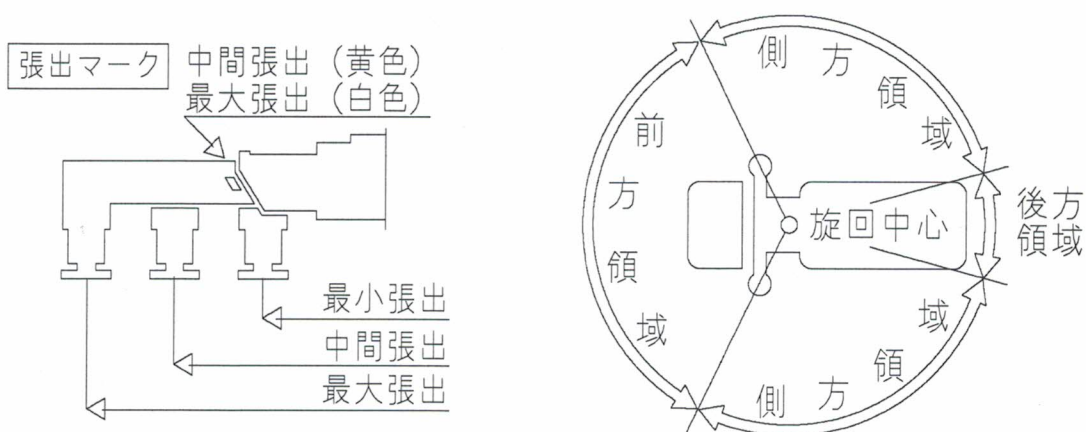 張出マーク
中間張出（黄色）
最大張出（白色）
最小張出
中間張出
最大張出
側方領域
前方領域
旋回中心
後方
領域
側方領域